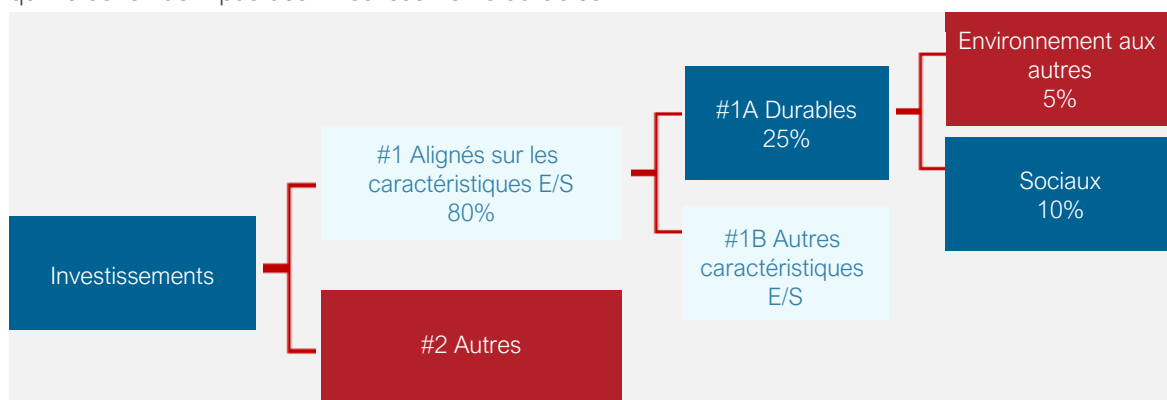 Environnement aux
autres
5%
#1A Durables
25%
#1 Alignés sur les
caractéristiques E/S
80%
Sociaux
10%
#1B Autres
caractéristiques
E/S
Investissements
#2 Autres